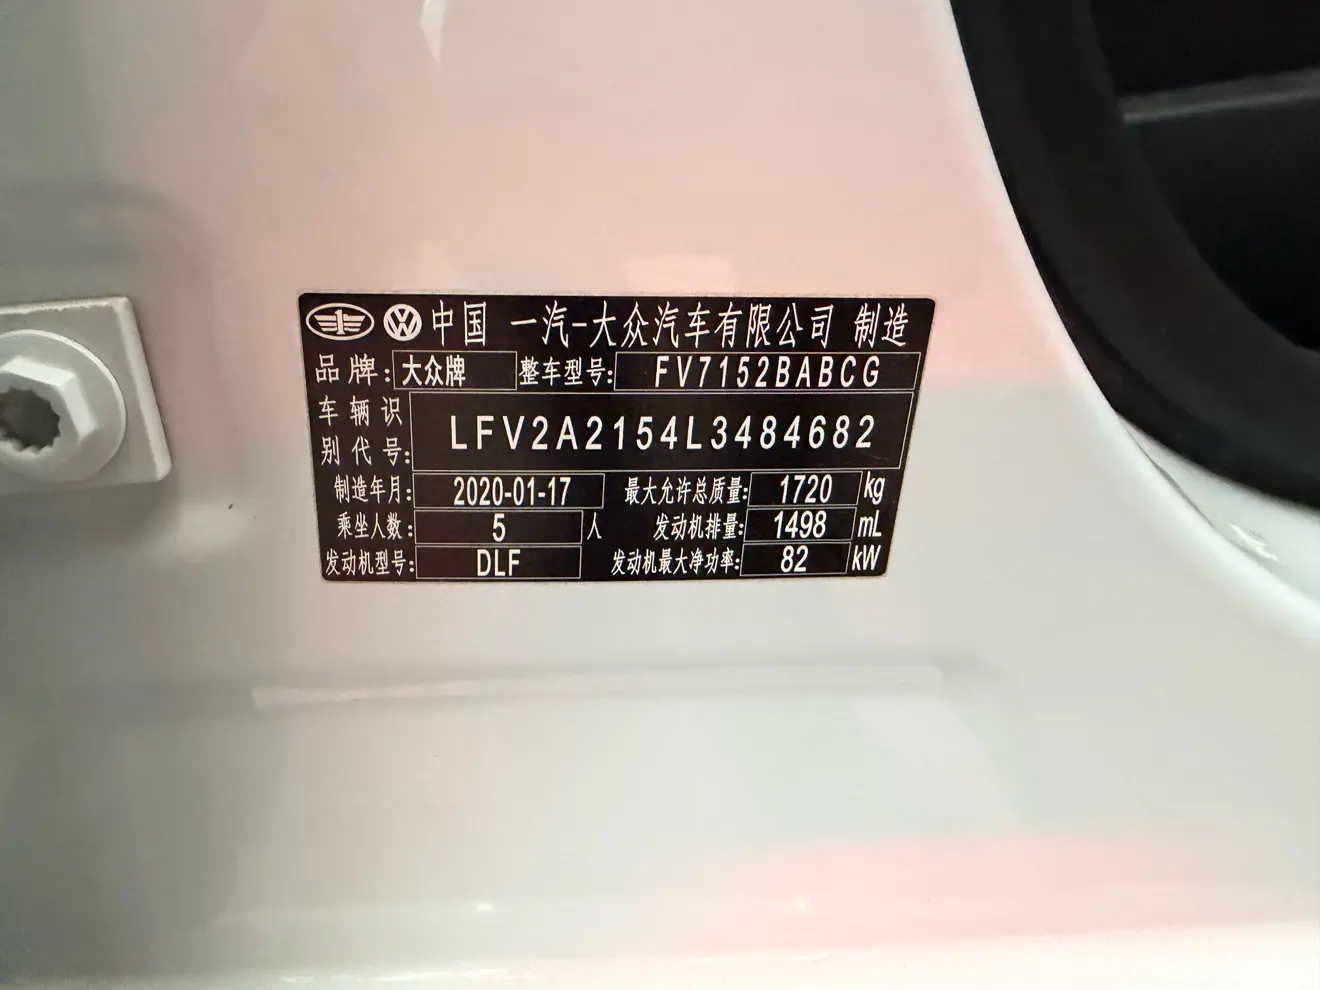 中国 一汽-大众汽车有限公司 制造
品牌: 大众牌 整车型号: FV7152BABCG
车辆识别代号: LFV2A2154L3484682
制造年月: 2020-01-17 最大允许总质量: 1720 kg
乘坐人数: 5 人 发动机排量: 1498 mL
发动机型号: DLF 发动机最大净功率: 82 kW